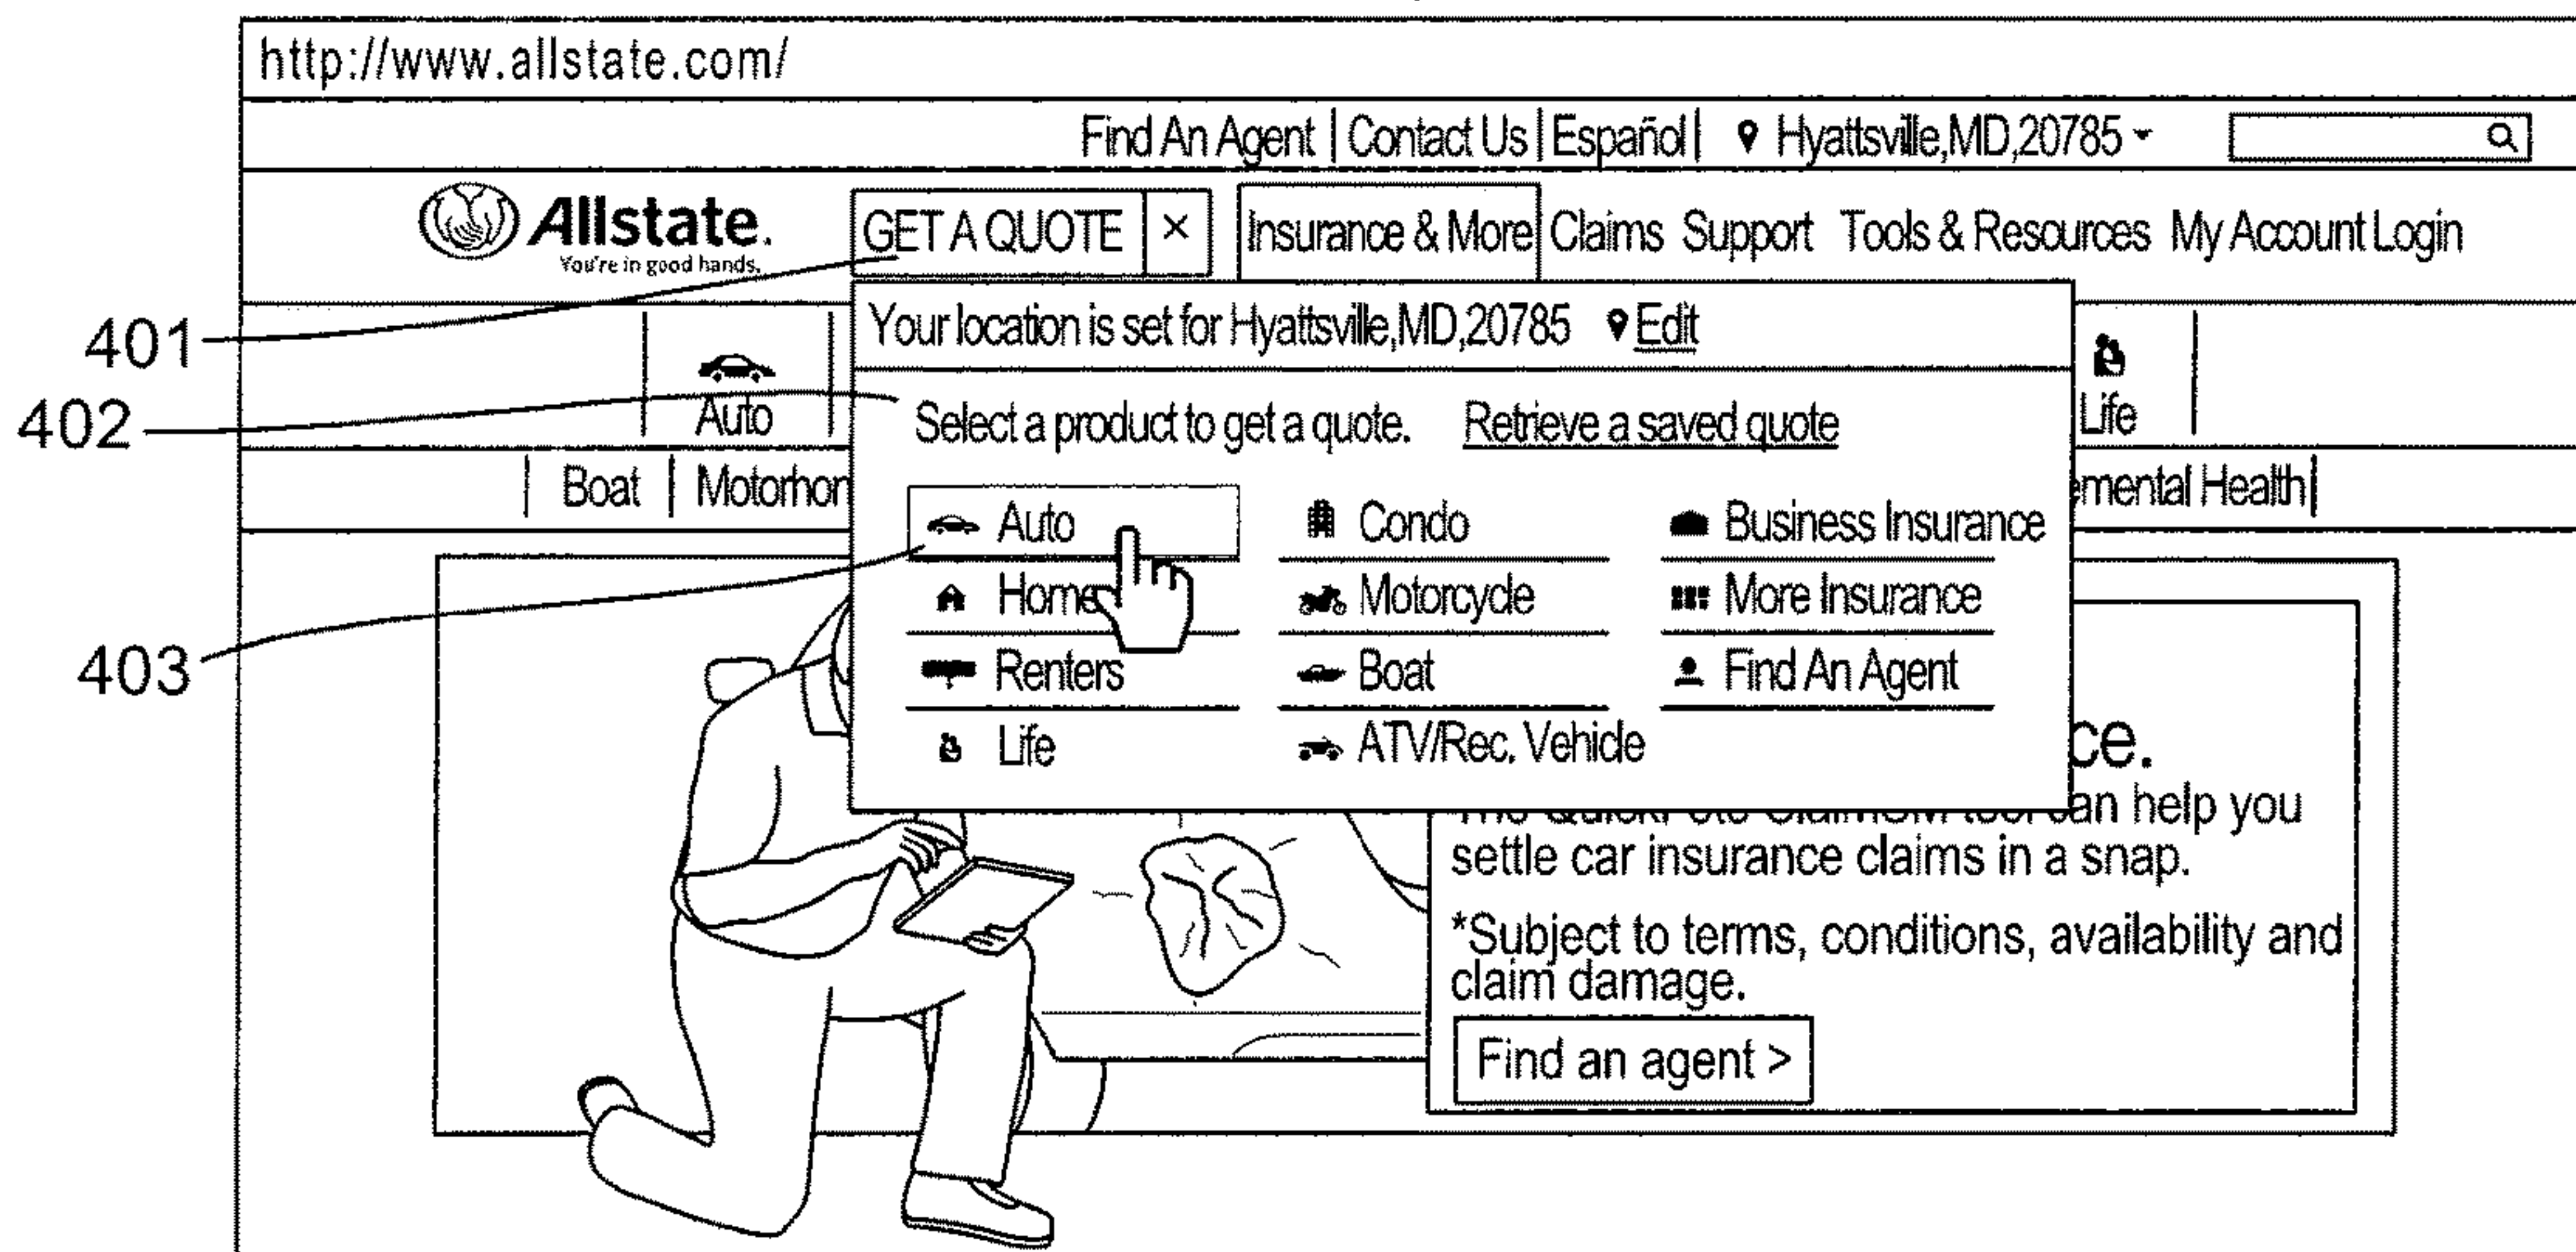 http://www.allstate.com/
Find An Agent | Contact Us | Español | Hyattsville,MD,20785
Allstate.
You're in good hands.
GET A QUOTE × Insurance & More Claims Support Tools & Resources My Account Login
401
Your location is set for Hyattsville,MD,20785 Edit
Auto
Life
402
Select a product to get a quote. Retrieve a saved quote
Boat | Motorhom
emental Health
Auto Condo Business Insurance
Home Motorcycle More Insurance
403
Renters Boat Find An Agent
Life ATV/Rec. Vehicle
ce.
can help you
settle car insurance claims in a snap.
*Subject to terms, conditions, availability and
claim damage.
Find an agent >